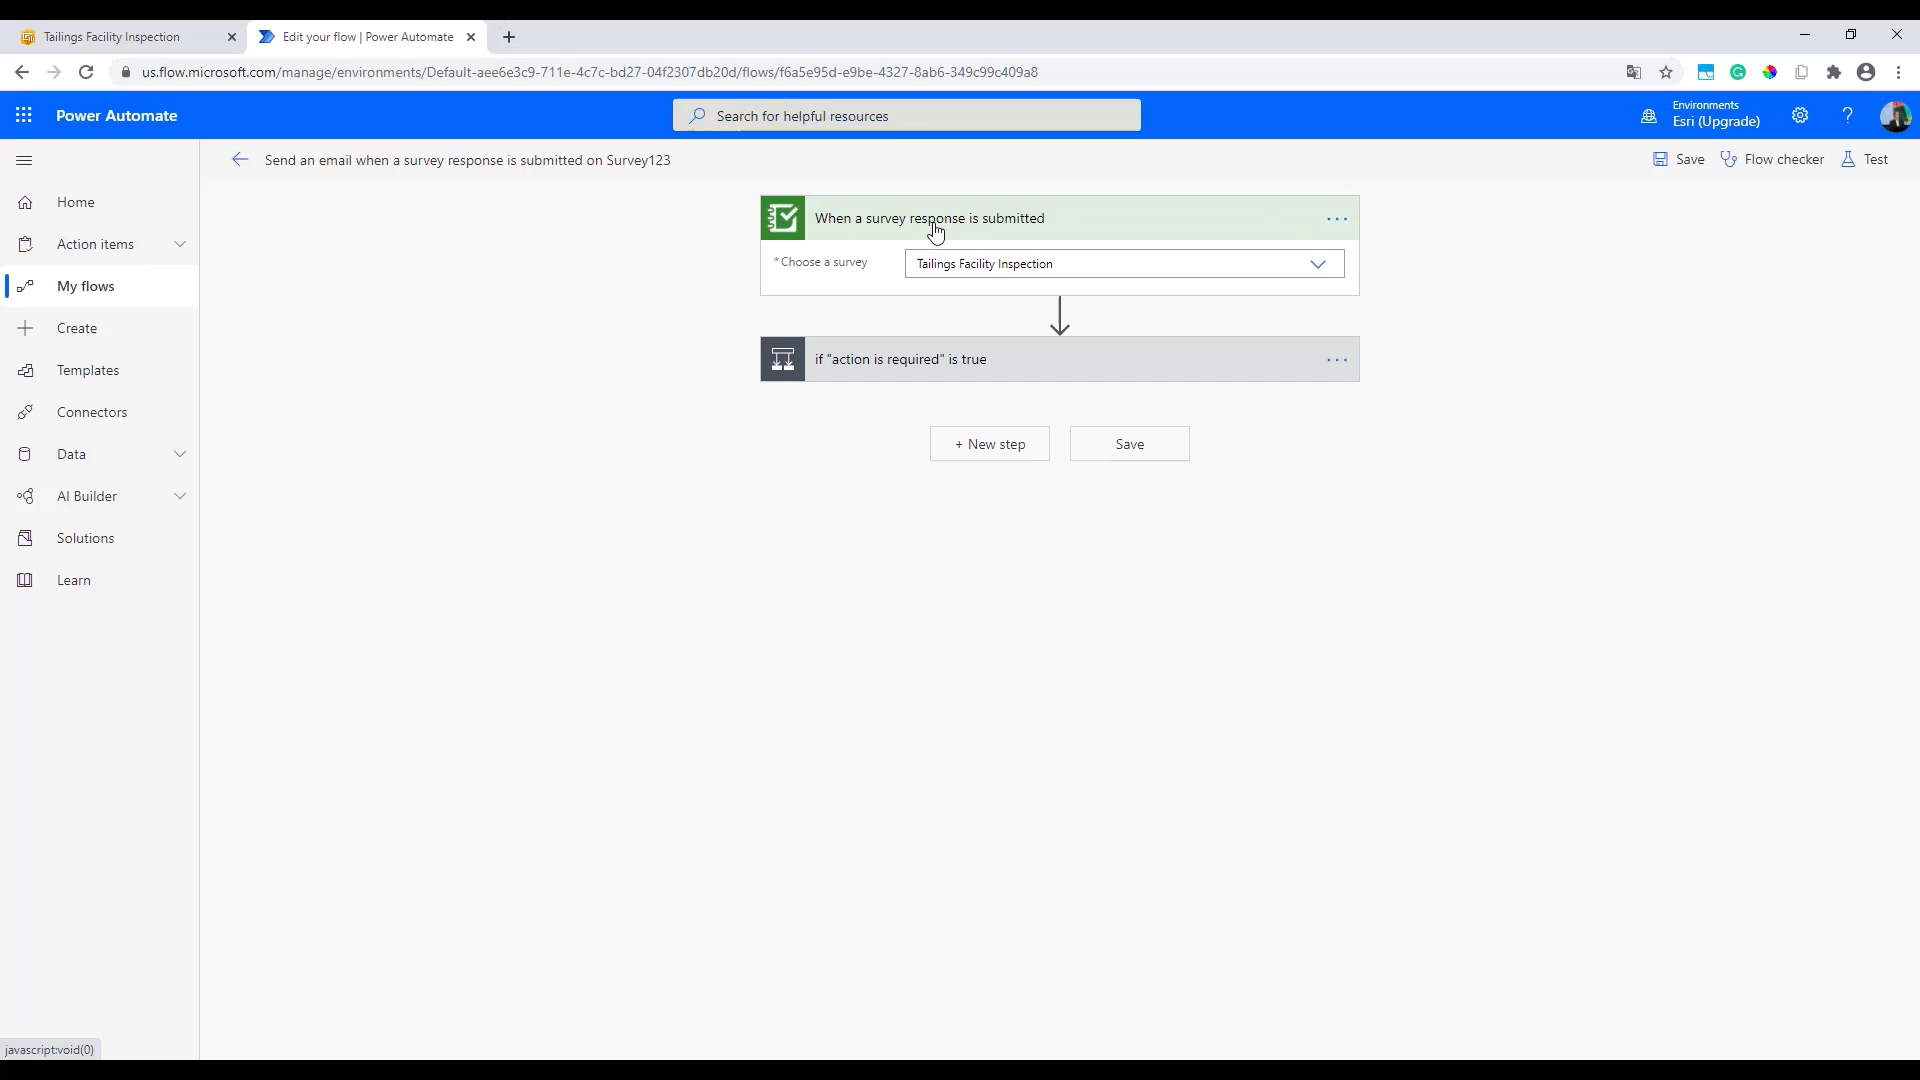 Tailings Facility Inspection
Edit your flow | Power Automate
us.flow.microsoft.com/manage/environments/Default-aee6e3c9-711e-4c7c-bd27-04f2307db20d/flows/f6a5e95d-e9be-4327-8ab6-349c99c409a8
Power Automate
Search for helpful resources
Environments
Esri (Upgrade)
Send an email when a survey response is submitted on Survey123
Save
Flow checker
Test
Home
Action items
My flows
Create
Templates
Connectors
Data
AI Builder
Solutions
Learn
When a survey response is submitted
* Choose a survey
Tailings Facility Inspection
if "action is required" is true
+ New step
Save
javascript:void(0)